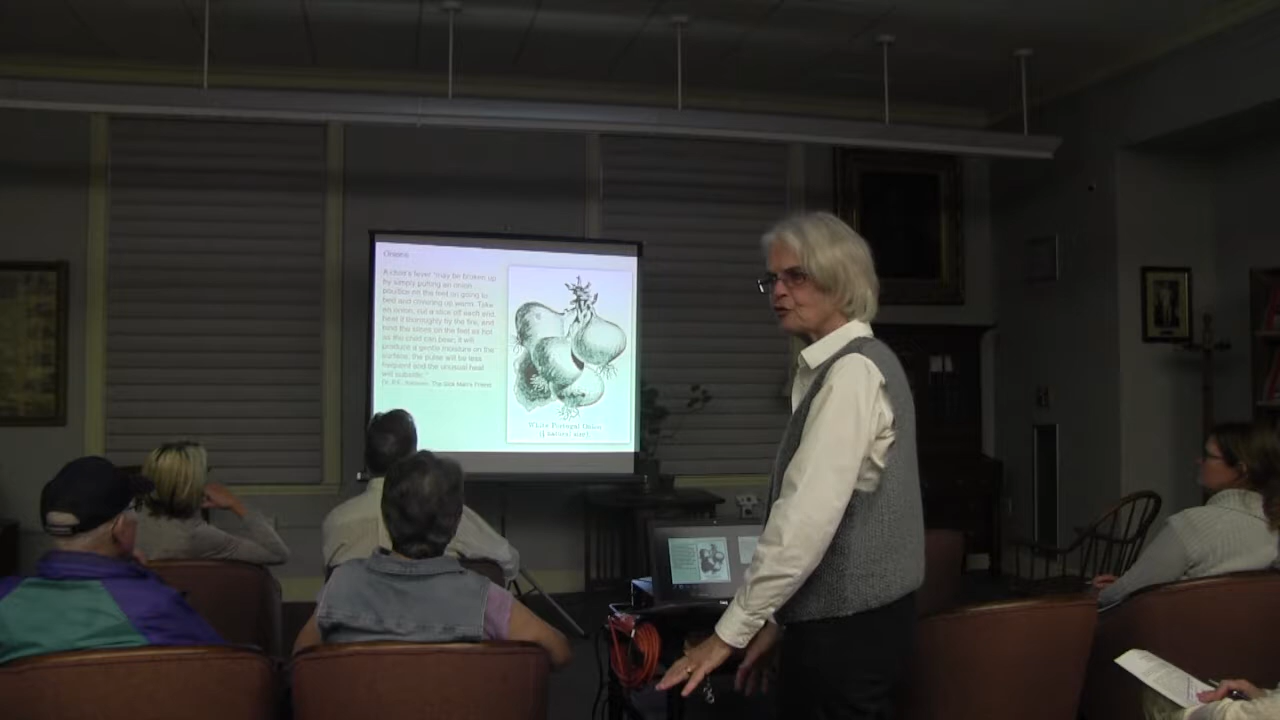 Onions
A child's fever "may be broken up
by simply putting an onion
poultice on the feet on going to
bed and covering up warm. Take
an onion, cut a slice off each end,
heat it thoroughly by the fire, and
bind the slices on the feet as hot
as the child can bear; it will
produce a gentle moisture on the
surface, the pulse will be less
frequent and the unusual heat
will subside."
The Sick Man's Friend
White Portugal Onion
natural size